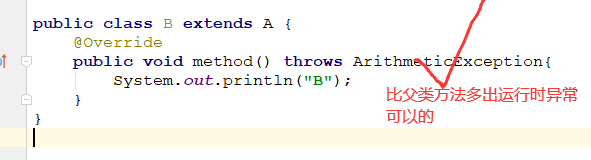 public class B extends A {
@Override
public void method() throws ArithmeticException{
System.out.println("B");
}
}
比父类方法多出运行时异常
可以的